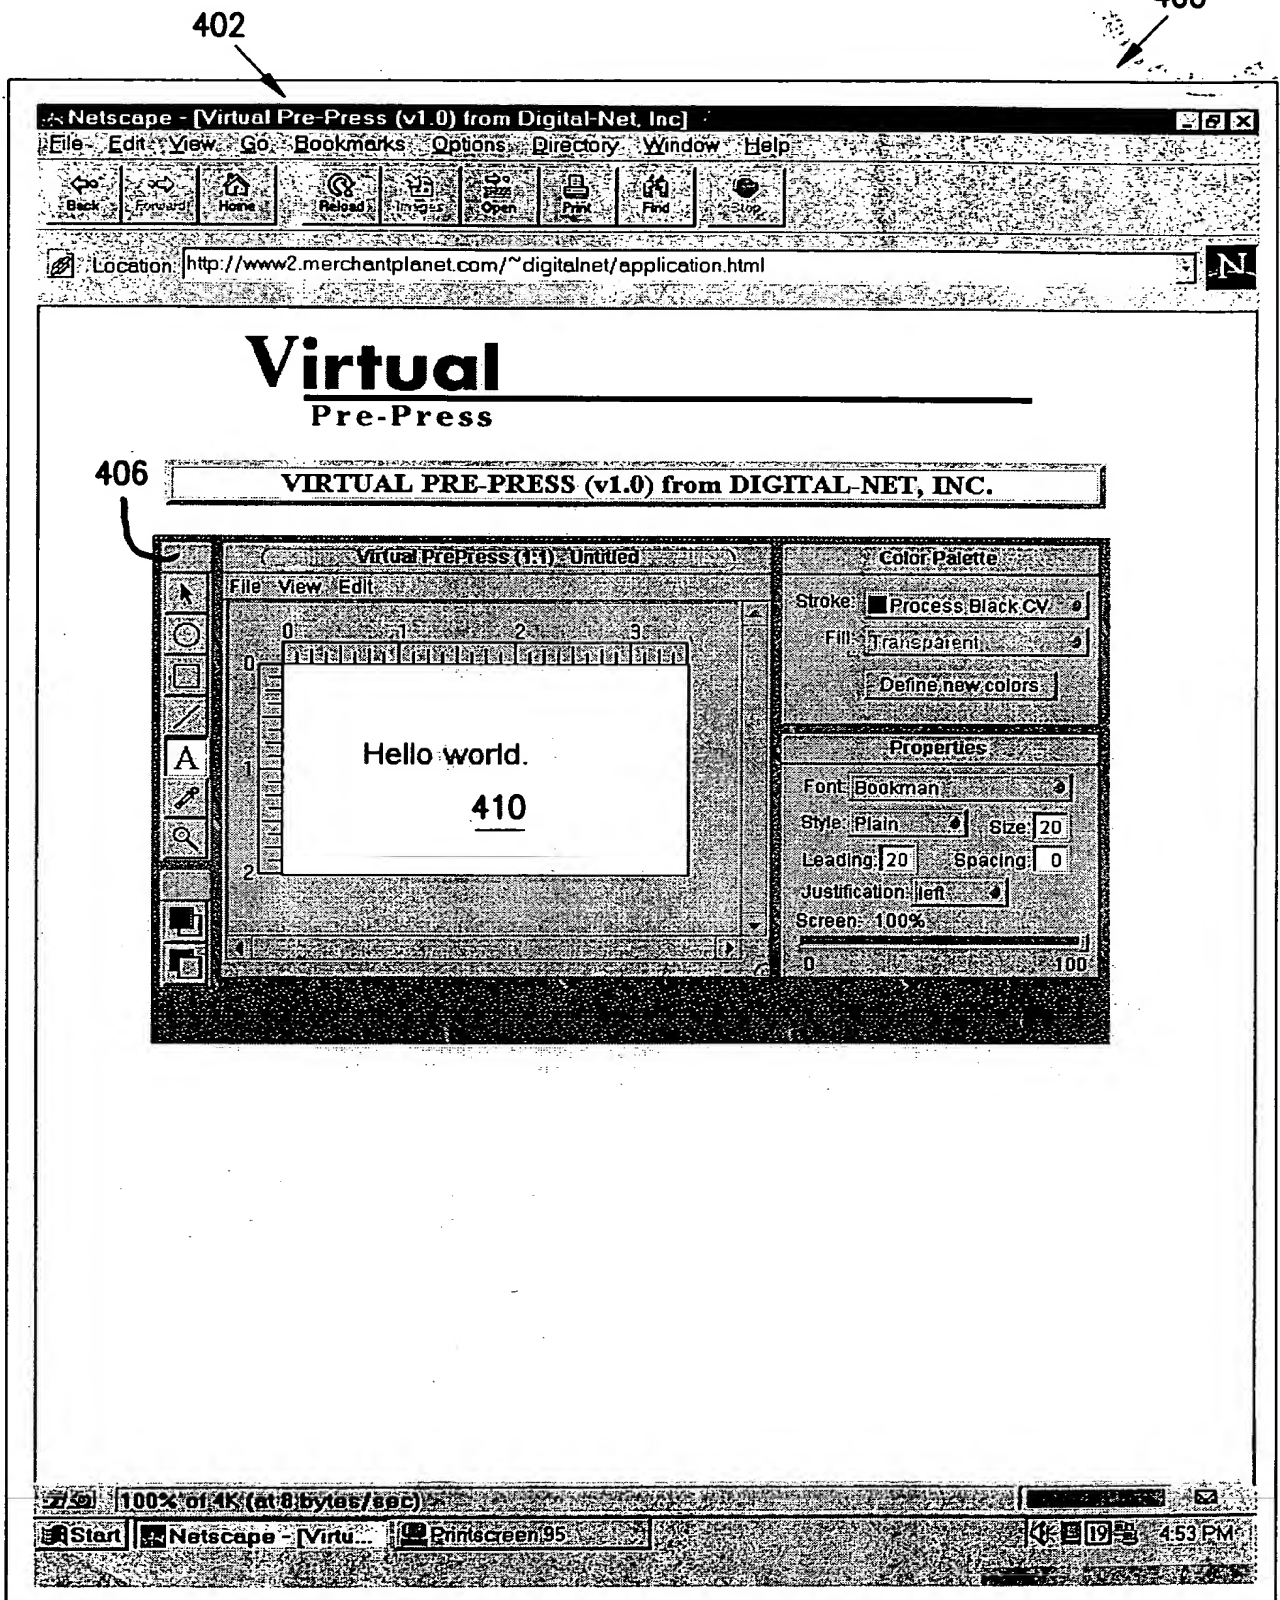 402
Netscape - [Virtual Pre-Press (v1.0) from Digital-Net, Inc]
File Edit View Go Bookmarks Options Directory Window Help
Back Forward Home Reload Images Open Print Find Stop
Location: http://www2.merchantplanet.com/~digitalnet/application.html
N
Virtual
Pre-Press
406
VIRTUAL PRE-PRESS (v1.0) from DIGITAL-NET, INC.
Virtual PrePress (1:1) - Untitled
File View Edit
0 1 2 3
0
1
2
A
Hello world.
410
Color Palette
Stroke: Process Black CV
Fill: Transparent
Define new colors
Properties
Font: Bookman
Style: Plain Size: 20
Leading: 20 Spacing: 0
Justification: left
Screen: 100%
0 100
100% of 4K (at 8 bytes/sec)
Start Netscape - [Virtu... Printscreen 95 19 4:53 PM